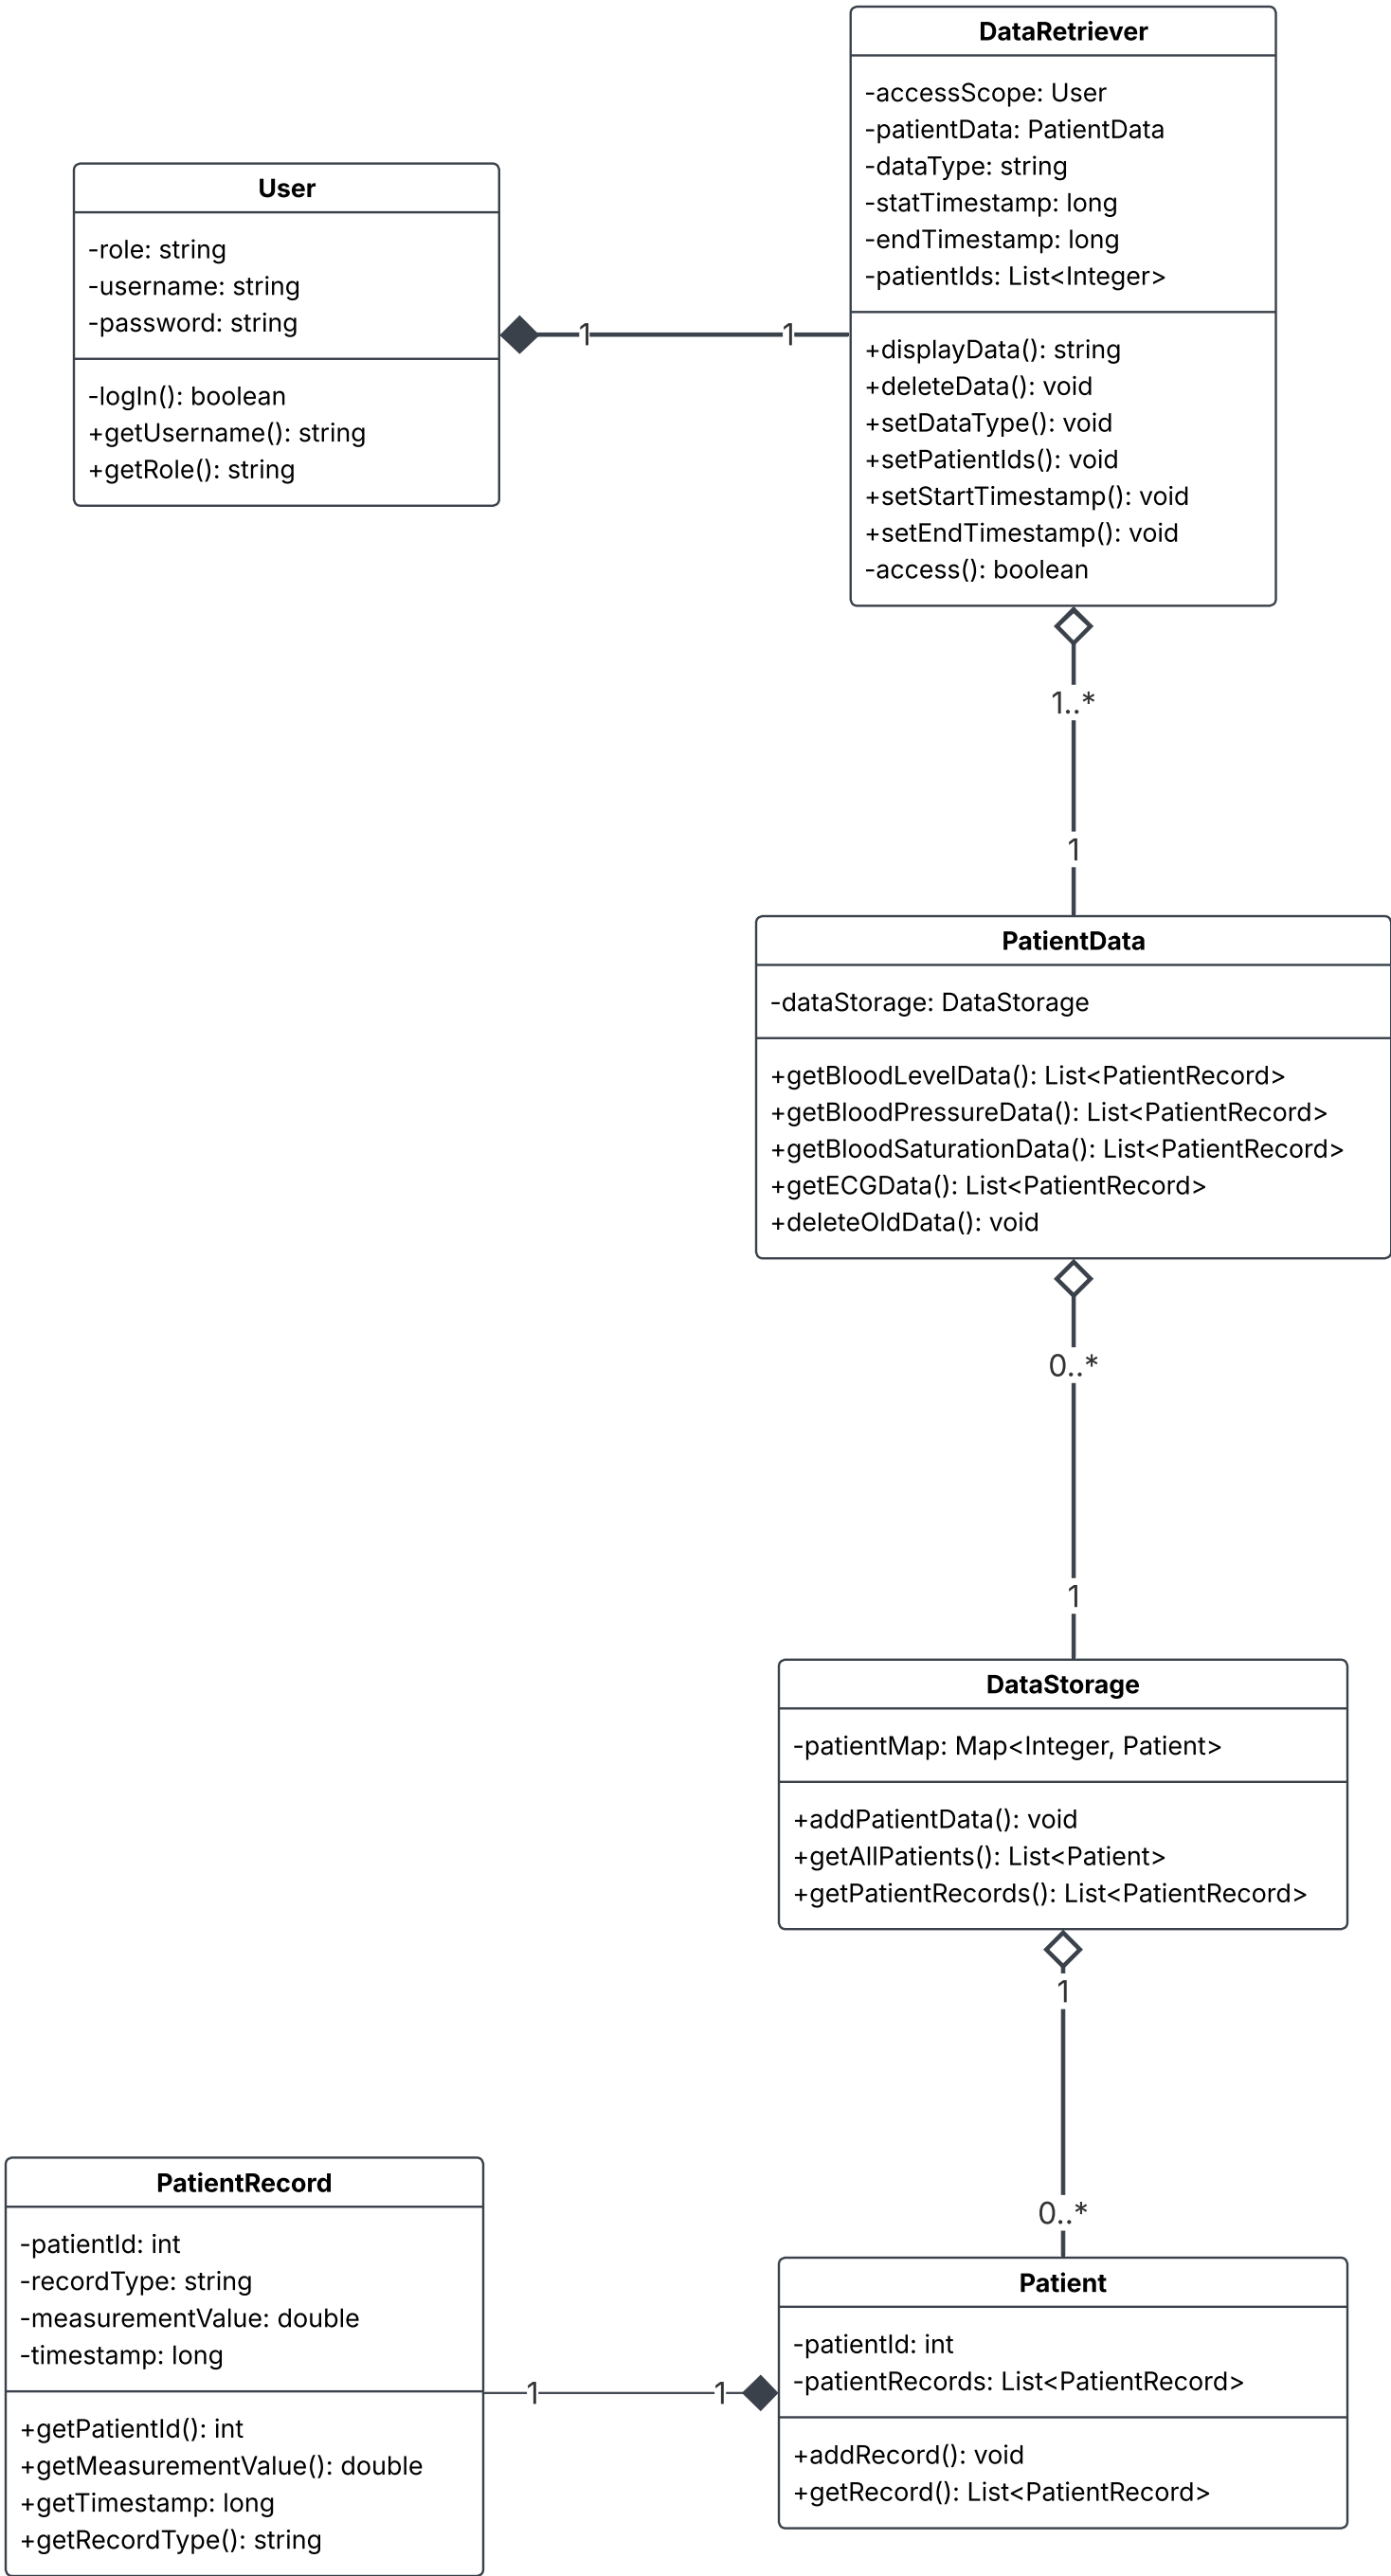 DataRetriever
-accessScope: User
-patientData: PatientData
-dataType: string
-statTimestamp: long
-endTimestamp: long
-patientIds: List<Integer>
+displayData(): string
+deleteData(): void
+setDataType(): void
+setPatientIds(): void
+setStartTimestamp(): void
+setEndTimestamp(): void
-access(): boolean
User
-role: string
-username: string
-password: string
-logIn(): boolean
+getUsername(): string
+getRole(): string
1
1
1..*
1
PatientData
-dataStorage: DataStorage
+getBloodLevelData(): List<PatientRecord>
+getBloodPressureData(): List<PatientRecord>
+getBloodSaturationData(): List<PatientRecord>
+getECGData(): List<PatientRecord>
+deleteOldData(): void
0..*
1
DataStorage
-patientMap: Map<Integer, Patient>
+addPatientData(): void
+getAllPatients(): List<Patient>
+getPatientRecords(): List<PatientRecord>
1
0..*
PatientRecord
-patientId: int
-recordType: string
-measurementValue: double
-timestamp: long
+getPatientId(): int
+getMeasurementValue(): double
+getTimestamp: long
+getRecordType(): string
1
1
Patient
-patientId: int
-patientRecords: List<PatientRecord>
+addRecord(): void
+getRecord(): List<PatientRecord>